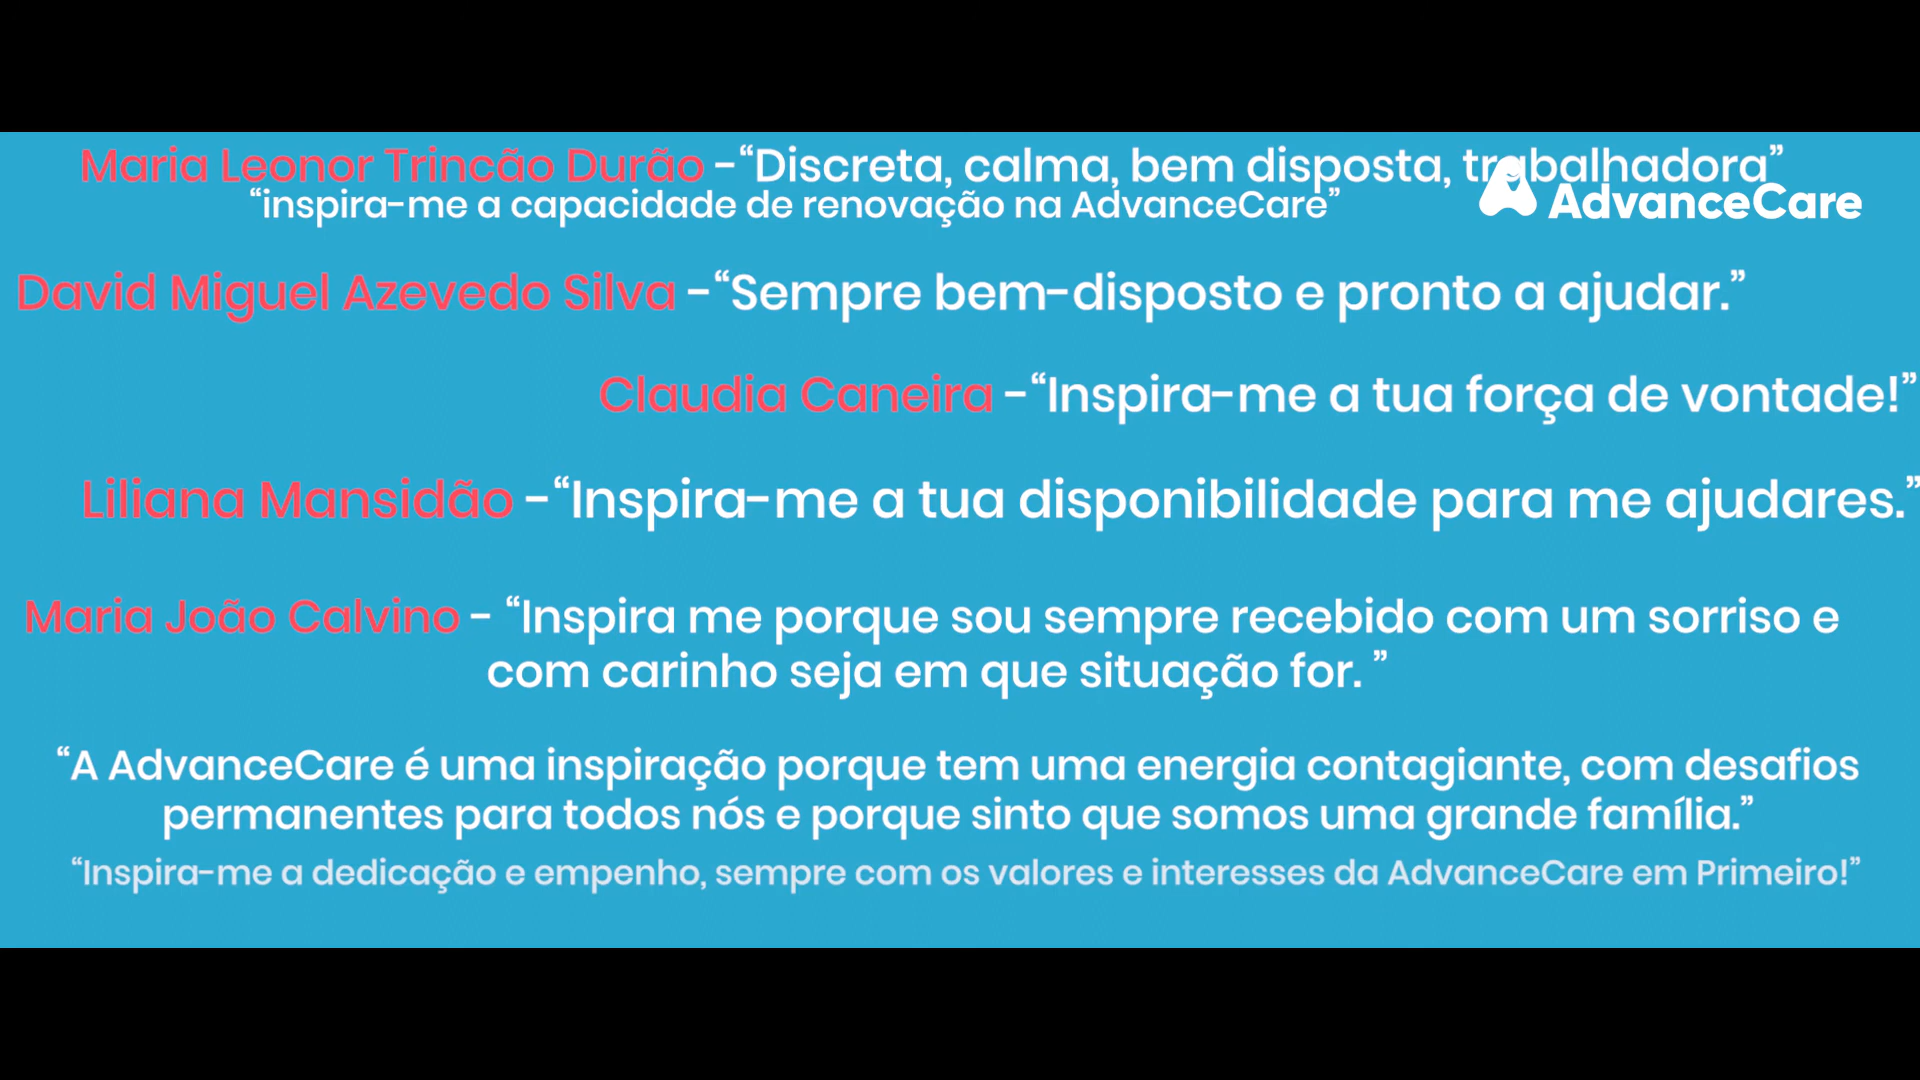 Maria Leonor Trincão Durão -“Discreta, calma, bem disposta, trabalhadora”
“inspira-me a capacidade de renovação na AdvanceCare”
AdvanceCare
David Miguel Azevedo Silva -“Sempre bem-disposto e pronto a ajudar.”
Claudia Caneira -“Inspira-me a tua força de vontade!”
Liliana Mansidão -“Inspira-me a tua disponibilidade para me ajudares.”
Maria João Calvino - “Inspira me porque sou sempre recebido com um sorriso e
com carinho seja em que situação for. ”
“A AdvanceCare é uma inspiração porque tem uma energia contagiante, com desafios
permanentes para todos nós e porque sinto que somos uma grande família.”
“Inspira-me a dedicação e empenho, sempre com os valores e interesses da AdvanceCare em Primeiro!”